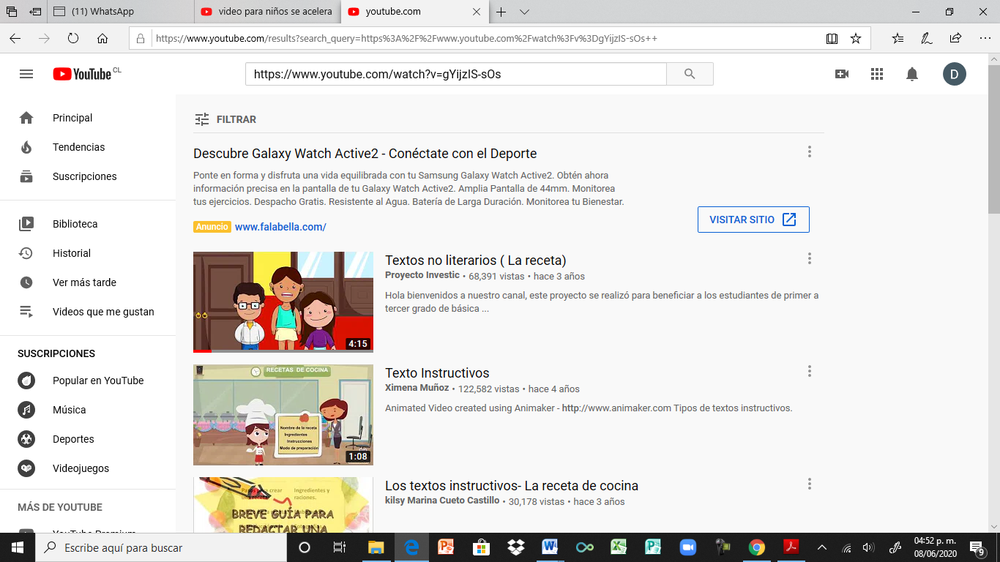 (11) WhatsApp
video para niños se acelera
youtube.com
https://www.youtube.com/results?search_query=https%3A%2F%2Fwww.youtube.com%2Fwatch%3Fv%3DgYijzIS-sOs++
YouTube CL
https://www.youtube.com/watch?v=gYijzIS-sOs
D
Principal
Tendencias
Suscripciones
Biblioteca
Historial
Ver más tarde
Videos que me gustan
SUSCRIPCIONES
Popular en YouTube
Música
Deportes
Videojuegos
MÁS DE YOUTUBE
YouTube Premium
FILTRAR
Descubre Galaxy Watch Active2 - Conéctate con el Deporte
Ponte en forma y disfruta una vida equilibrada con tu Samsung Galaxy Watch Active2. Obtén ahora
información precisa en la pantalla de tu Galaxy Watch Active2. Amplia Pantalla de 44mm. Monitorea
tus ejercicios. Despacho Gratis. Resistente al Agua. Batería de Larga Duración. Monitorea tu Bienestar.
Anuncio www.falabella.com/
VISITAR SITIO
4:15
Textos no literarios ( La receta)
Proyecto Investic • 68,391 vistas • hace 3 años
Hola bienvenidos a nuestro canal, este proyecto se realizó para beneficiar a los estudiantes de primer a
tercer grado de básica ...
RECETAS DE COCINA
Nombre de la receta
Ingredientes
Instrucciones
Modo de preparación
1:08
Texto Instructivos
Ximena Muñoz • 122,582 vistas • hace 4 años
Animated Video created using Animaker - http://www.animaker.com Tipos de textos instructivos.
Ingredientes y
raciones.
BREVE GUÍA PARA
REDACTAR UNA
Los textos instructivos- La receta de cocina
kilsy Marina Cueto Castillo • 30,178 vistas • hace 3 años
Escribe aquí para buscar
04:52 p. m.
08/06/2020
9